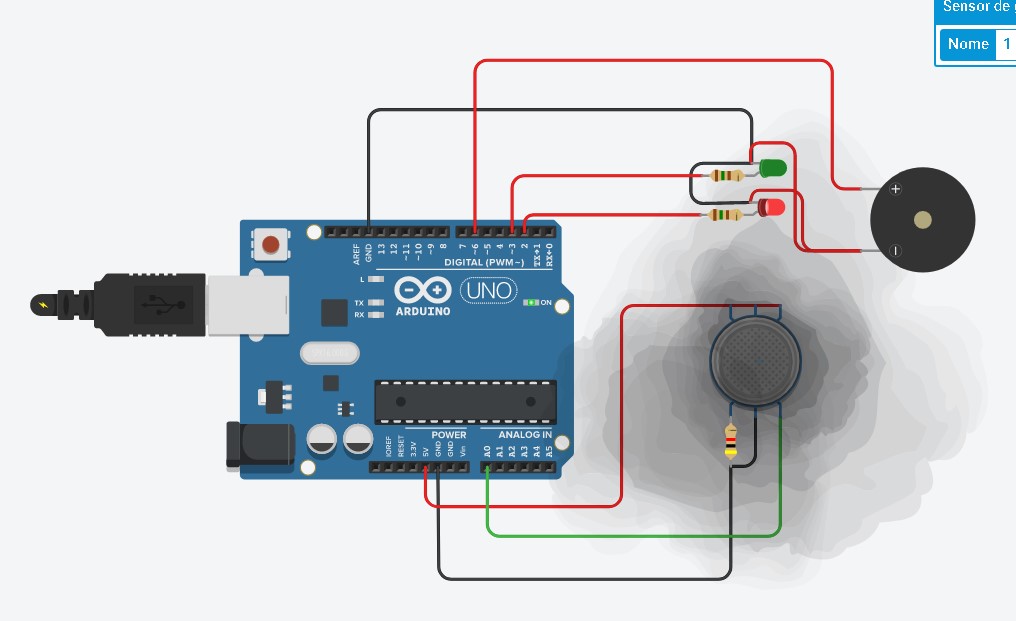 Sensor de
Nome 1
+
AREF
GND
13
12
~11
~10
~9
8
7
~6
~5
4
~3
2
TX→1
RX←0
DIGITAL (PWM~)
L
TX
RX
ARDUINO
UNO
ON
POWER
ANALOG IN
IOREF
RESET
3.3V
5V
GND
GND
Vin
A0
A1
A2
A3
A4
A5